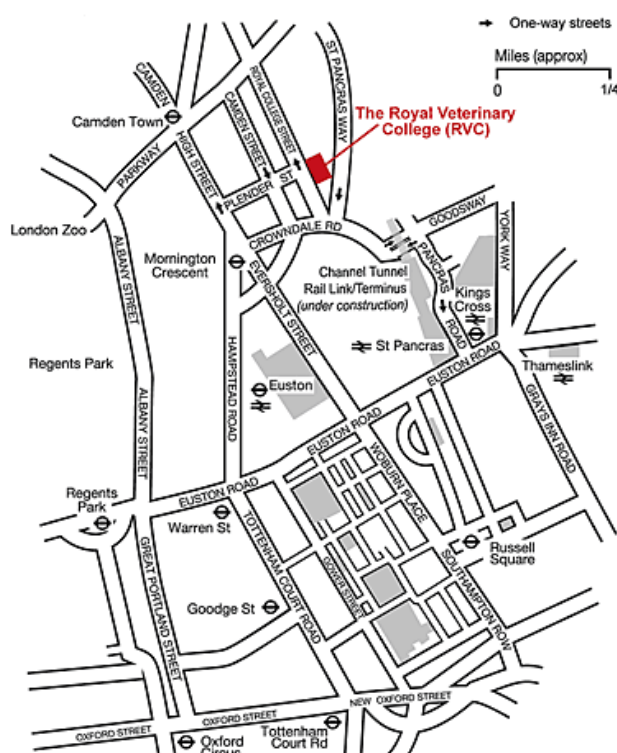 One-way streets
Miles (approx)
0
1/4
The Royal Veterinary
College (RVC)
ST PANCRAS WAY
ROYAL COLLEGE STREET
CAMDEN
CAMDEN STREET
Camden Town
PARKWAY
HIGH STREET
PLENDER ST
CROWNDALE RD
GOODSWAY
YORK WAY
London Zoo
ALBANY STREET
Mornington
Crescent
EVERSHOLT STREET
Channel Tunnel
Rail Link/Terminus
(under construction)
PANCRAS
ROAD
Kings
Cross
St Pancras
EUSTON ROAD
Thameslink
Regents Park
HAMPSTEAD ROAD
Euston
ALBANY STREET
EUSTON ROAD
GRAYS INN ROAD
WOBURN PLACE
Regents
Park
EUSTON ROAD
Warren St
TOTTENHAM COURT ROAD
GOWER STREET
Russell
Square
SOUTHAMPTON ROW
GREAT PORTLAND STREET
Goodge St
NEW OXFORD STREET
OXFORD STREET
OXFORD STREET
Tottenham
Court Rd
Oxford
Circus